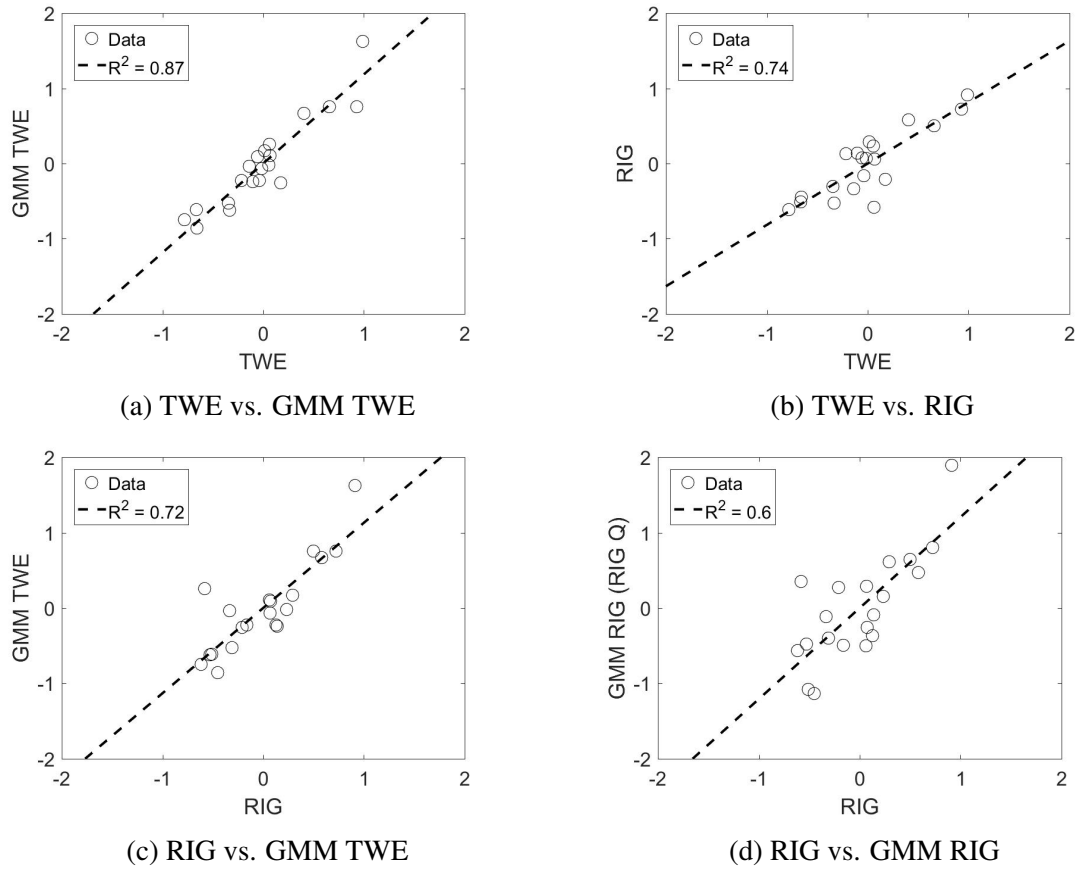 2
1
0
-1
-2
-2
-1
0
1
2
GMM TWE
TWE
Data
R² = 0.87
(a) TWE vs. GMM TWE
2
1
0
-1
-2
-2
-1
0
1
2
RIG
TWE
Data
R² = 0.74
(b) TWE vs. RIG
2
1
0
-1
-2
-2
-1
0
1
2
GMM TWE
RIG
Data
R² = 0.72
(c) RIG vs. GMM TWE
2
1
0
-1
-2
-2
-1
0
1
2
GMM RIG (RIG Q)
RIG
Data
R² = 0.6
(d) RIG vs. GMM RIG